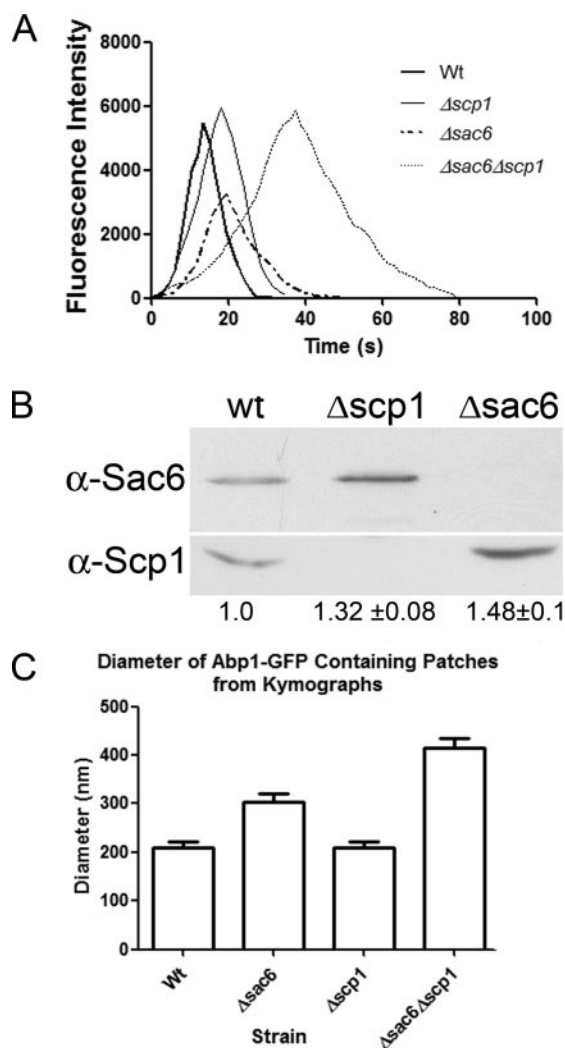 A
Fluorescence Intensity
8000
6000
4000
2000
0
0 20 40 60 80 100
Time (s)
Wt
Δscp1
Δsac6
Δsac6Δscp1
B
wt Δscp1 Δsac6
α-Sac6
α-Scp1
1.0 1.32 ±0.08 1.48±0.1
C
Diameter of Abp1-GFP Containing Patches
from Kymographs
Diameter (nm)
500
400
300
200
100
0
Wt
Δsac6
Δscp1
Δsac6Δscp1
Strain